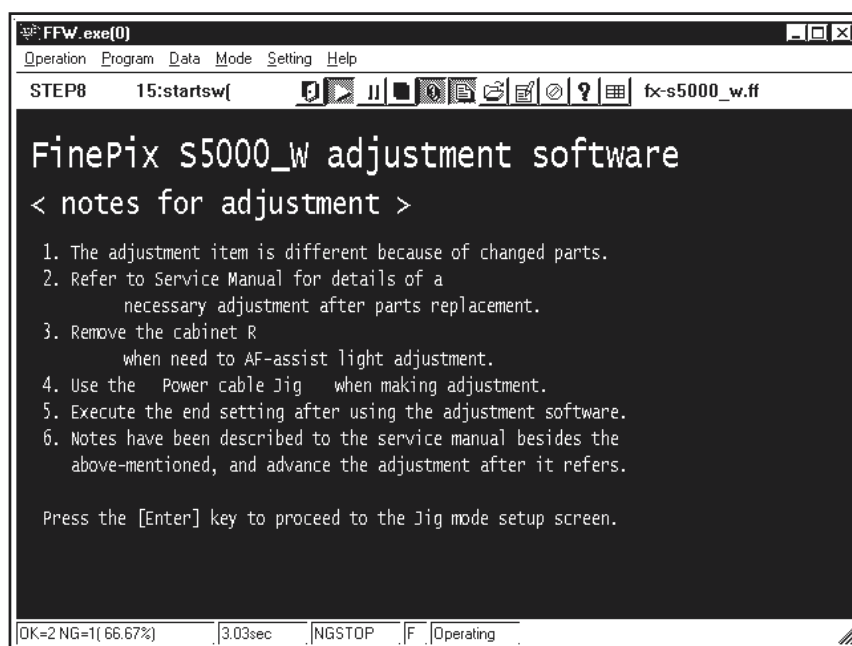 FFW.exe(0)
Operation Program Data Mode Setting Help
STEP8 15:startsw( fx-s5000_w.ff
FinePix S5000_W adjustment software
< notes for adjustment >
1. The adjustment item is different because of changed parts.
2. Refer to Service Manual for details of a
necessary adjustment after parts replacement.
3. Remove the cabinet R
when need to AF-assist light adjustment.
4. Use the Power cable Jig when making adjustment.
5. Execute the end setting after using the adjustment software.
6. Notes have been described to the service manual besides the
above-mentioned, and advance the adjustment after it refers.
Press the [Enter] key to proceed to the Jig mode setup screen.
OK=2 NG=1( 66.67%) 3.03sec NGSTOP F Operating